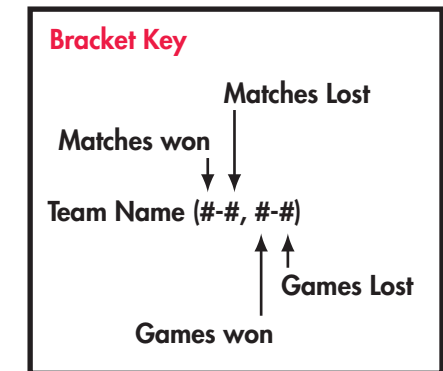 Bracket Key
Matches Lost
Matches won
Team Name (#-#, #-#)
Games Lost
Games won